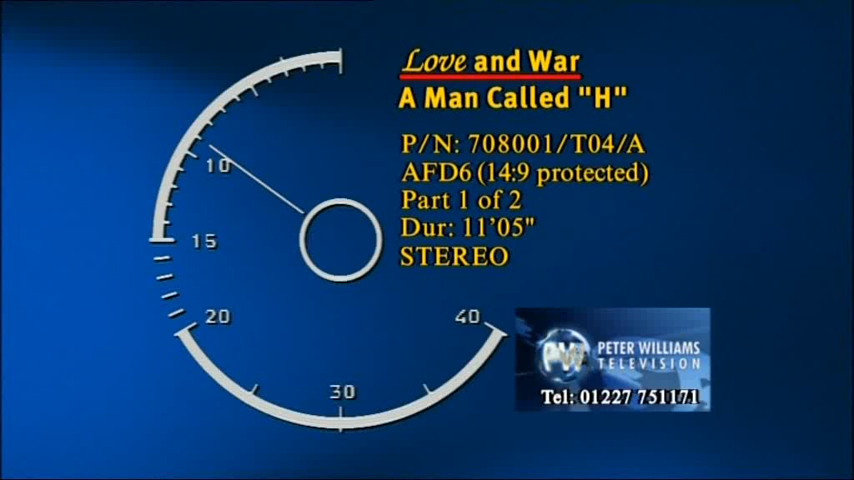 Love and War
A Man Called "H"
P/N: 708001/T04/A
AFD6 (14:9 protected)
Part 1 of 2
Dur: 11'05"
STEREO
10
15
20
30
40
PW
PETER WILLIAMS
TELEVISION
Tel: 01227 751171